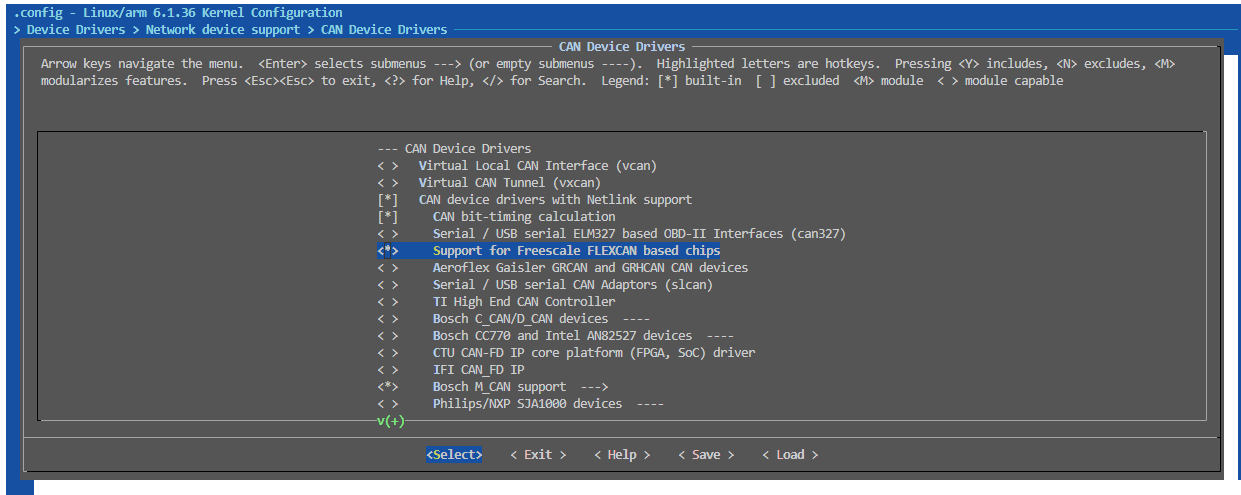 .config - Linux/arm 6.1.36 Kernel Configuration
> Device Drivers > Network device support > CAN Device Drivers
CAN Device Drivers
Arrow keys navigate the menu.  <Enter> selects submenus ---> (or empty submenus ----).  Highlighted letters are hotkeys.  Pressing <Y> includes, <N> excludes, <M>
modularizes features.  Press <Esc><Esc> to exit, <?> for Help, </> for Search.  Legend: [*] built-in  [ ] excluded  <M> module  < > module capable
--- CAN Device Drivers
< >   Virtual Local CAN Interface (vcan)
< >   Virtual CAN Tunnel (vxcan)
[*]   CAN device drivers with Netlink support
[*]     CAN bit-timing calculation
< >     Serial / USB serial ELM327 based OBD-II Interfaces (can327)
<*>     Support for Freescale FLEXCAN based chips
< >     Aeroflex Gaisler GRCAN and GRHCAN CAN devices
< >     Serial / USB serial CAN Adaptors (slcan)
< >     TI High End CAN Controller
< >     Bosch C_CAN/D_CAN devices  ----
< >     Bosch CC770 and Intel AN82527 devices  ----
< >     CTU CAN-FD IP core platform (FPGA, SoC) driver
< >     IFI CAN_FD IP
<*>     Bosch M_CAN support  --->
< >     Philips/NXP SJA1000 devices  ----
v(+)
<Select>    < Exit >    < Help >    < Save >    < Load >